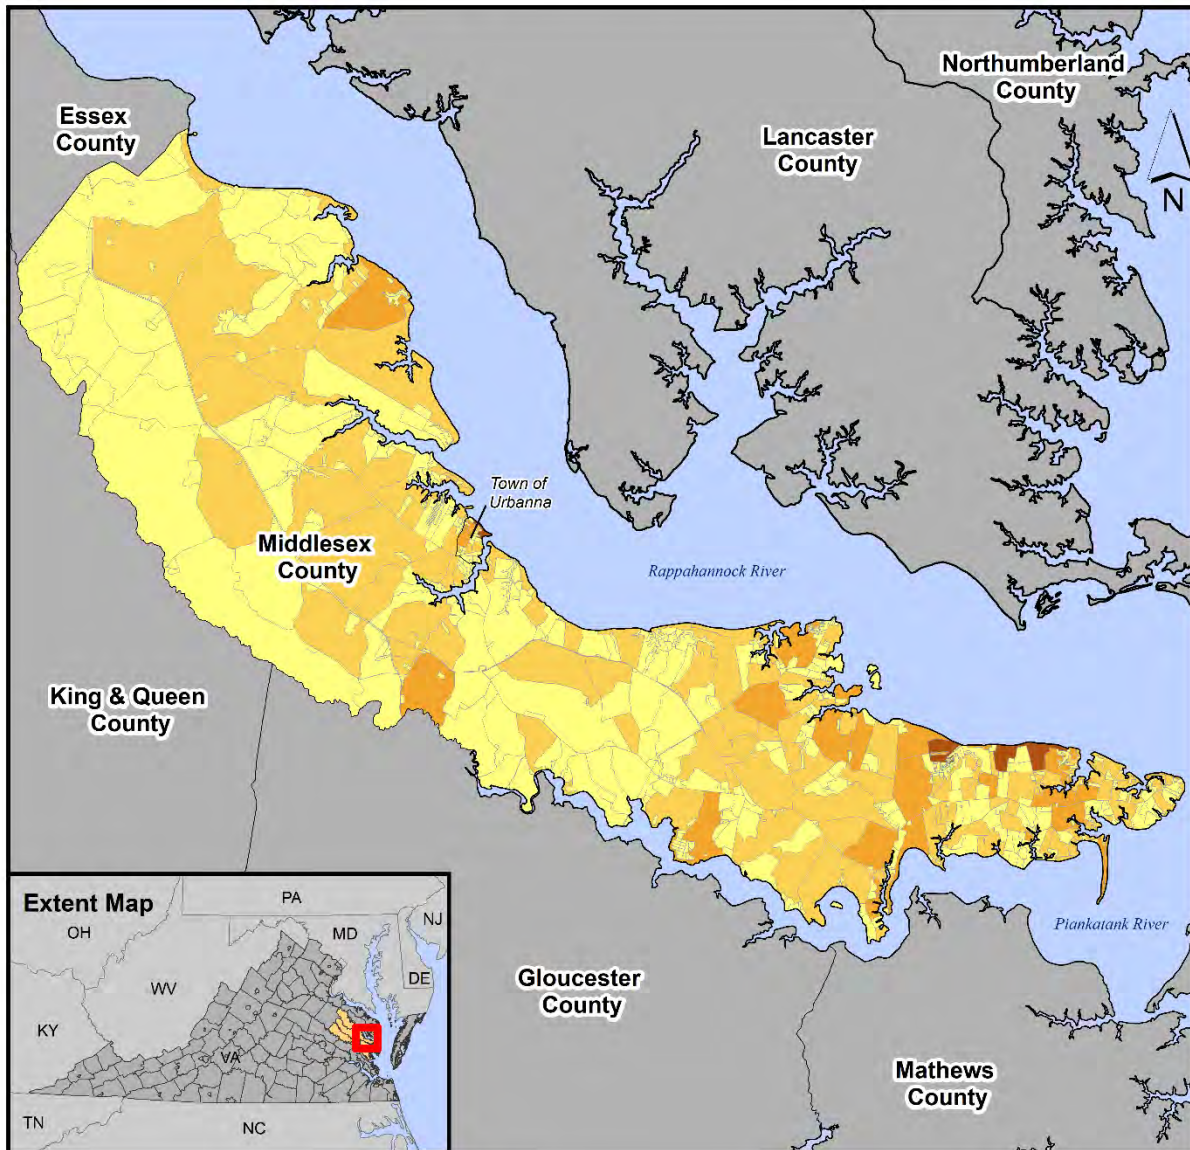 Northumberland
County
Essex
County
Lancaster
County
N
Town of
Urbanna
Middlesex
County
Rappahannock River
King & Queen
County
Extent Map
PA
NJ
OH
MD
DE
WV
KY
VA
TN
NC
Gloucester
County
Piankatank River
Mathews
County